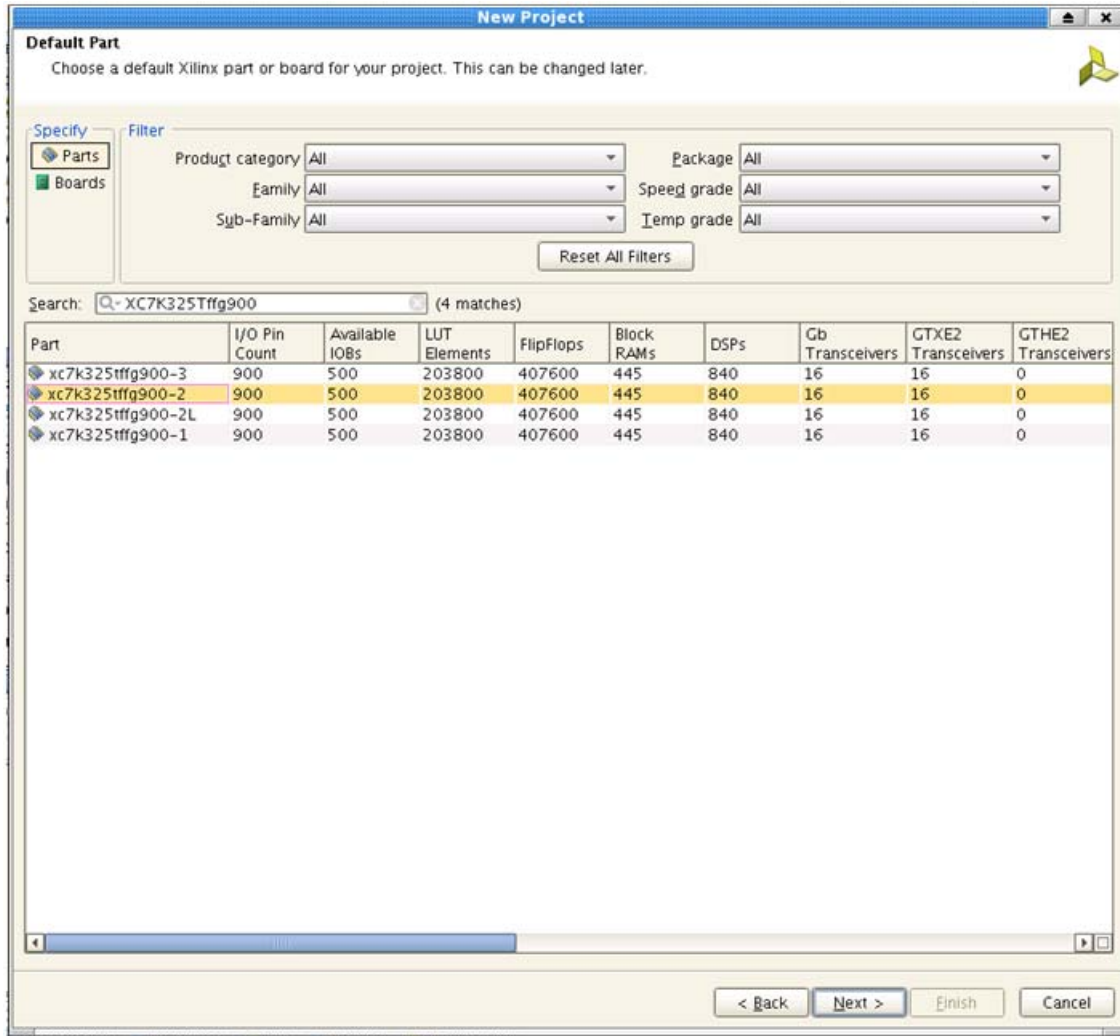 New Project
Default Part
Choose a default Xilinx part or board for your project. This can be changed later.
Specify
Parts
Boards
Filter
Product category All
Package All
Family All
Speed grade All
Sub-Family All
Temp grade All
Reset All Filters
Search: XC7K325Tffg900 (4 matches)
Part I/O Pin Count Available IOBs LUT Elements FlipFlops Block RAMs DSPs Gb Transceivers GTXE2 Transceivers GTHE2 Transceivers
xc7k325tffg900-3 900 500 203800 407600 445 840 16 16 0
xc7k325tffg900-2 900 500 203800 407600 445 840 16 16 0
xc7k325tffg900-2L 900 500 203800 407600 445 840 16 16 0
xc7k325tffg900-1 900 500 203800 407600 445 840 16 16 0
< Back Next > Finish Cancel